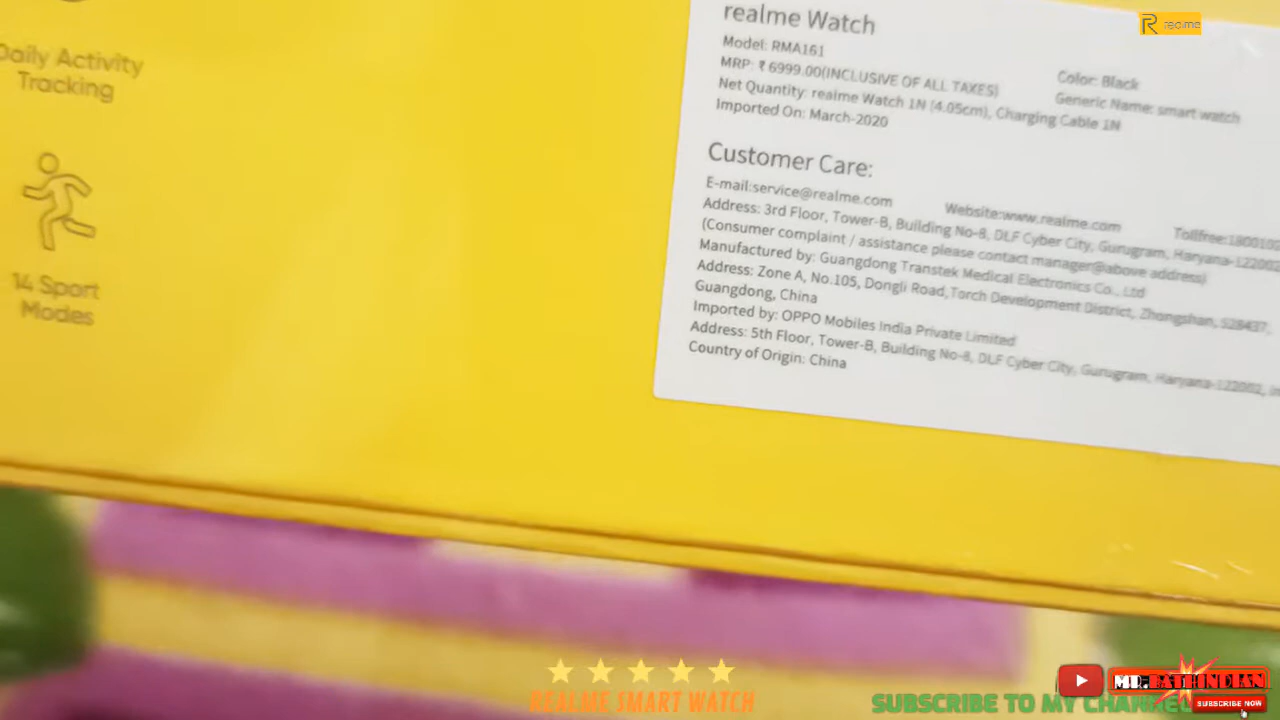 Daily Activity
Tracking
14 Sport
Modes
realme Watch
Model: RMA161
MRP: ₹ 6999.00(INCLUSIVE OF ALL TAXES)
Net Quantity: realme Watch 1N (4.05cm), Charging Cable 1N
Imported On: March-2020
Color: Black
Generic Name: smart watch
Customer Care:
E-mail:service@realme.com
Website:www.realme.com
Tollfree:1800102
Address: 3rd Floor, Tower-B, Building No-8, DLF Cyber City, Gurugram, Haryana-122002
(Consumer complaint / assistance please contact manager@above address)
Manufactured by: Guangdong Transtek Medical Electronics Co., Ltd
Address: Zone A, No.105, Dongli Road,Torch Development District, Zhongshan, 528437,
Guangdong, China
Imported by: OPPO Mobiles India Private Limited
Address: 5th Floor, Tower-B, Building No-8, DLF Cyber City, Gurugram, Haryana-122002,
Country of Origin: China
realme
REALME SMART WATCH
SUBSCRIBE TO MY CHANNEL
MR.
SUBSCRIBE NOW